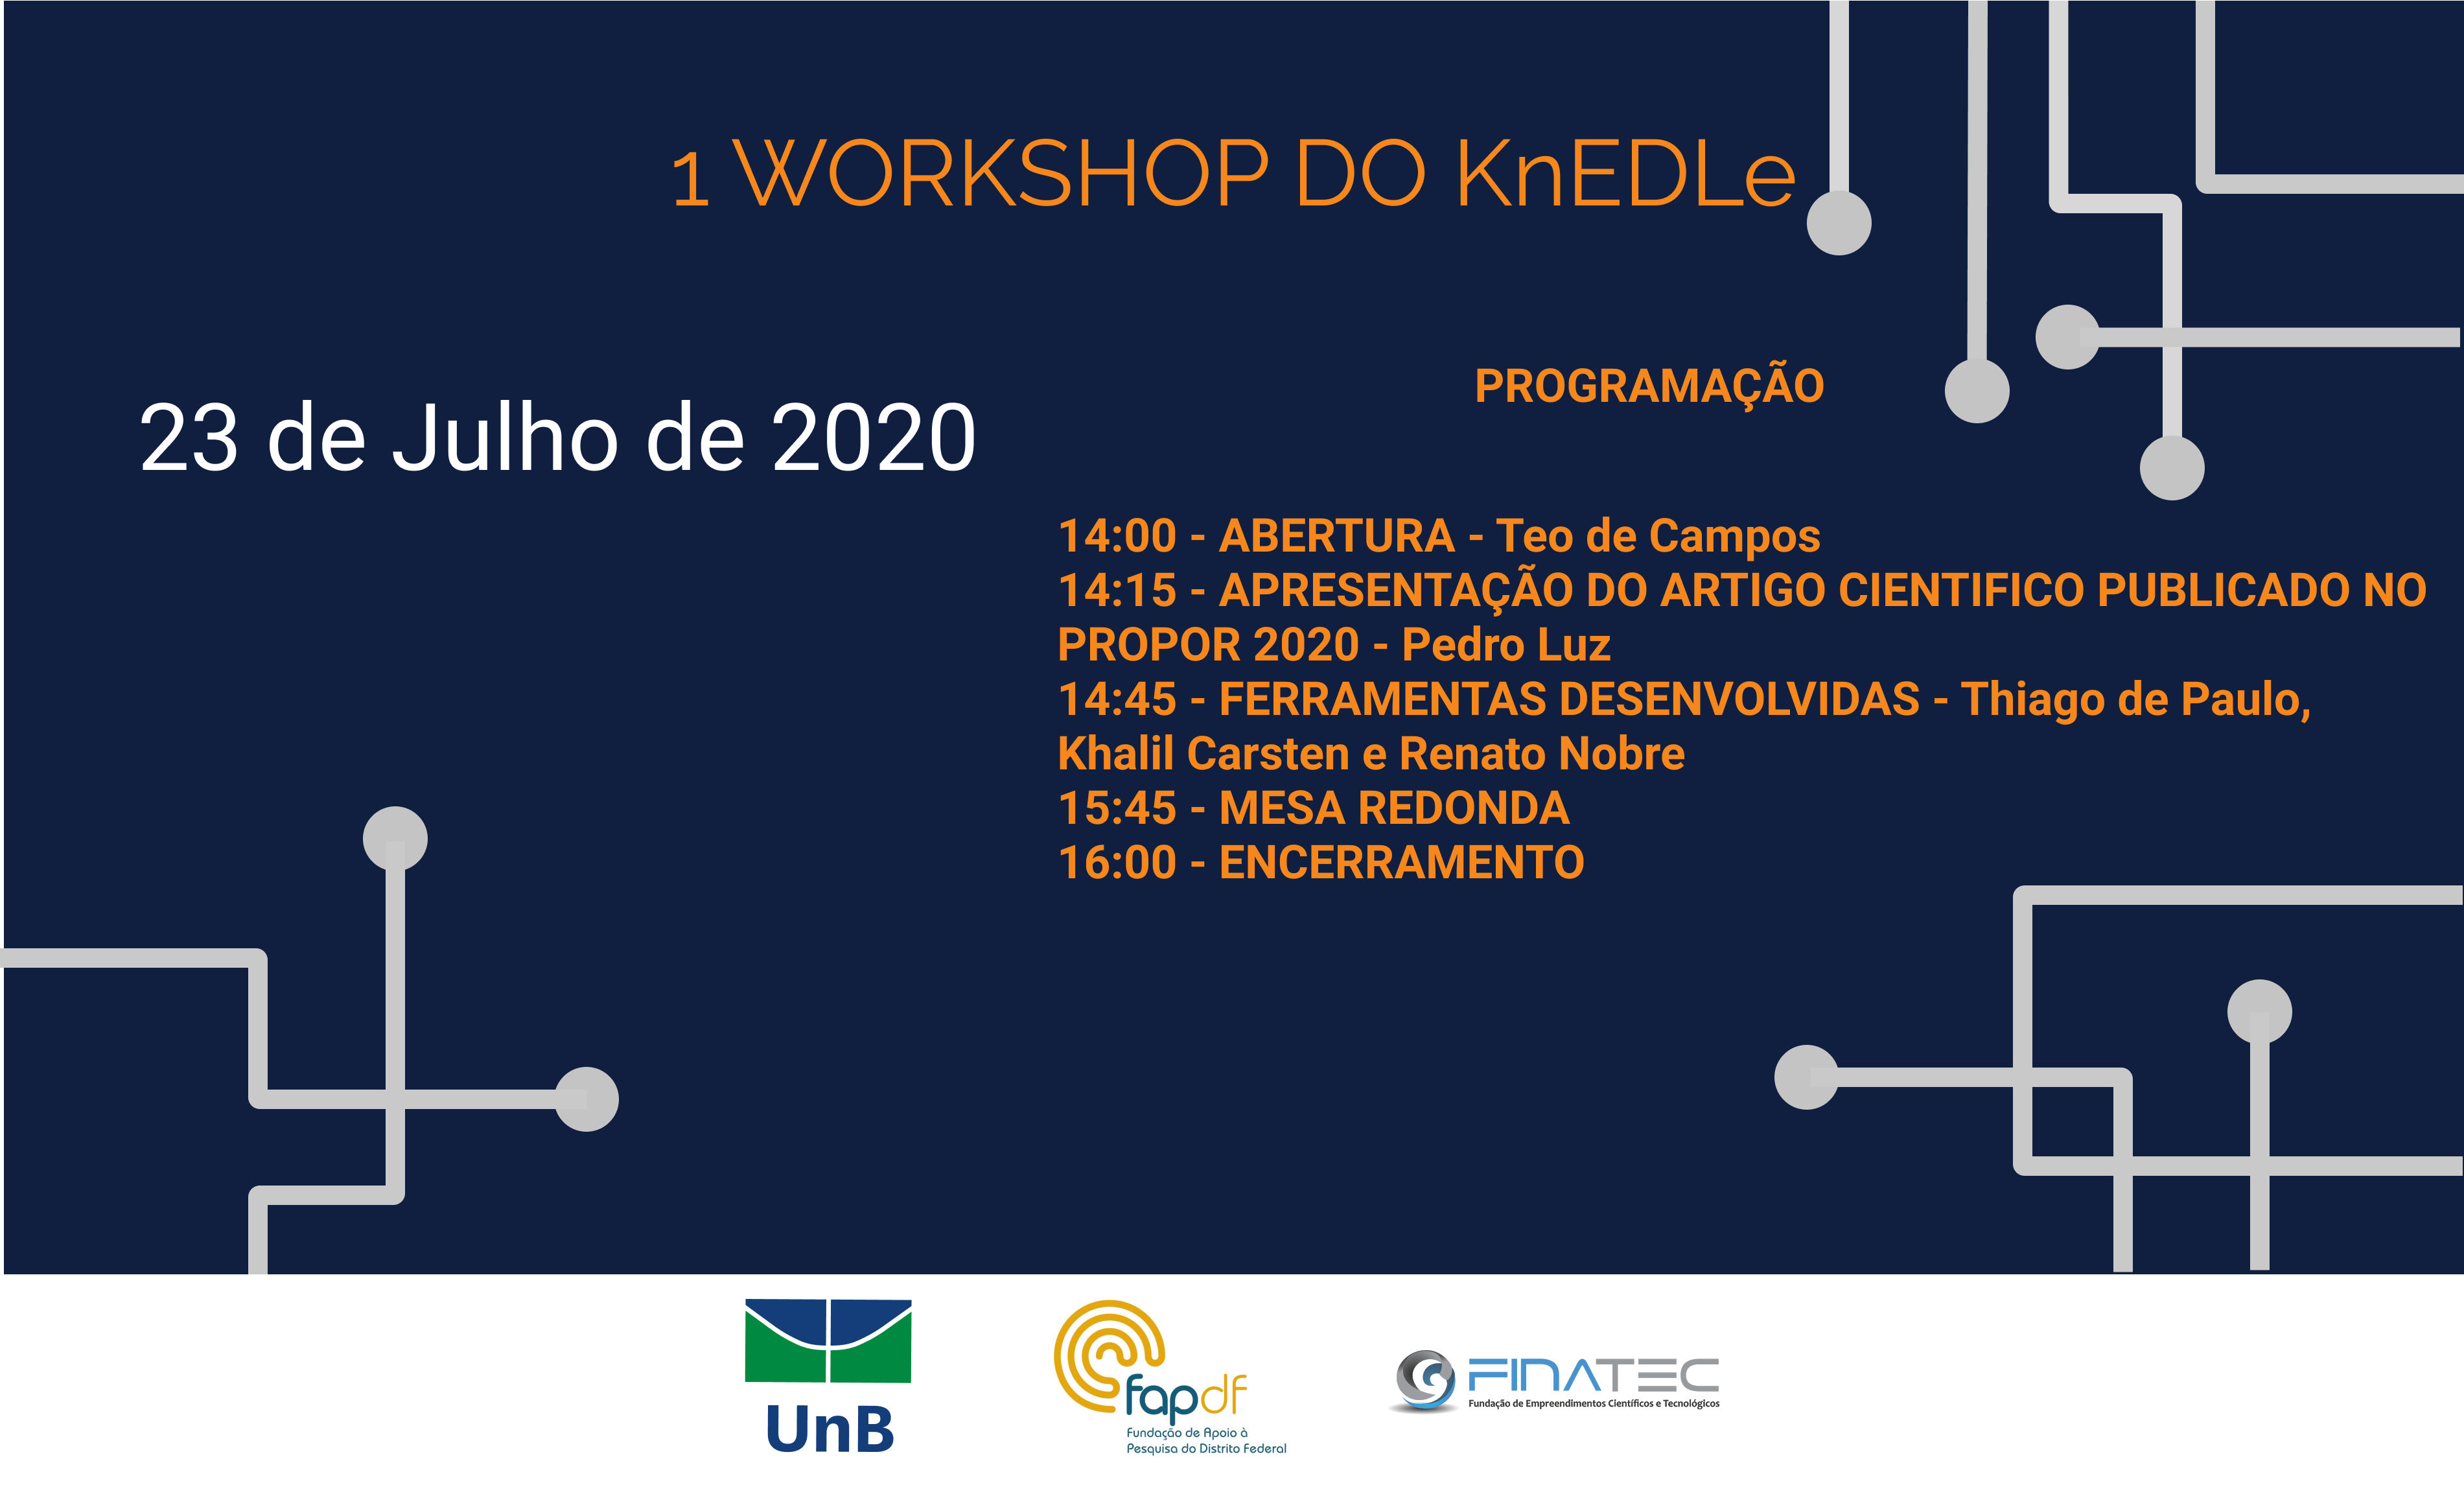 1 WORKSHOP DO KnEDLe
23 de Julho de 2020
PROGRAMAÇÃO
14:00 - ABERTURA - Teo de Campos
14:15 - APRESENTAÇÃO DO ARTIGO CIENTIFICO PUBLICADO NO
PROPOR 2020 - Pedro Luz
14:45 - FERRAMENTAS DESENVOLVIDAS - Thiago de Paulo,
Khalil Carsten e Renato Nobre
15:45 - MESA REDONDA
16:00 - ENCERRAMENTO
UnB
fapdf
Fundação de Apoio à
Pesquisa do Distrito Federal
FINATEC
Fundação de Empreendimentos Científicos e Tecnológicos